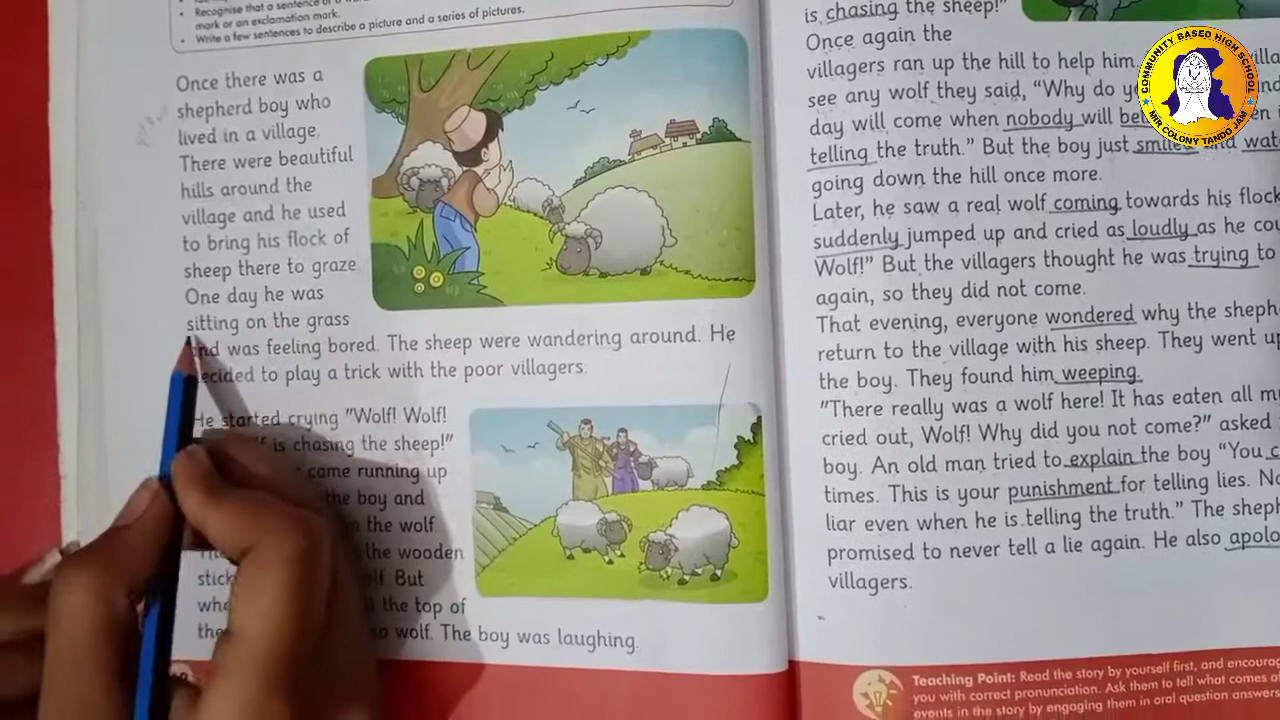 Recognise that a sentence
mark or an exclamation mark.
Write a few sentences to describe a picture and a series of pictures.
Once there was a
shepherd boy who
lived in a village.
There were beautiful
hills around the
village and he used
to bring his flock of
sheep there to graze
One day he was
sitting on the grass
and was feeling bored. The sheep were wandering around. He
decided to play a trick with the poor villagers.
He started crying "Wolf! Wolf!
is chasing the sheep!"
came running up
the boy and
the wolf.
the wooden
stick But
the top of
the no wolf. The boy was laughing.
is chasing the sheep!"
Once again the
villagers ran up the hill to help him.
see any wolf they said, "Why do
day will come when nobody will
telling the truth." But the boy just smiled
going down the hill once more.
Later, he saw a real wolf coming towards his flock
suddenly jumped up and cried as loudly as he
Wolf!" But the villagers thought he was trying to
again, so they did not come.
That evening, everyone wondered why the
return to the village with his sheep. They went up
the boy. They found him weeping.
"There really was a wolf here! It has eaten all
cried out, Wolf! Why did you not come?" asked
boy. An old man tried to explain the boy "You
times. This is your punishment for telling lies.
liar even when he is telling the truth." The
promised to never tell a lie again. He also
villagers.
Teaching Point: Read the story by yourself first, and
you with correct pronunciation. Ask them to tell what comes
events in the story by engaging them in oral question answers
COMMUNITY BASED HIGH SCHOOL
MIR COLONY TANDO JAM